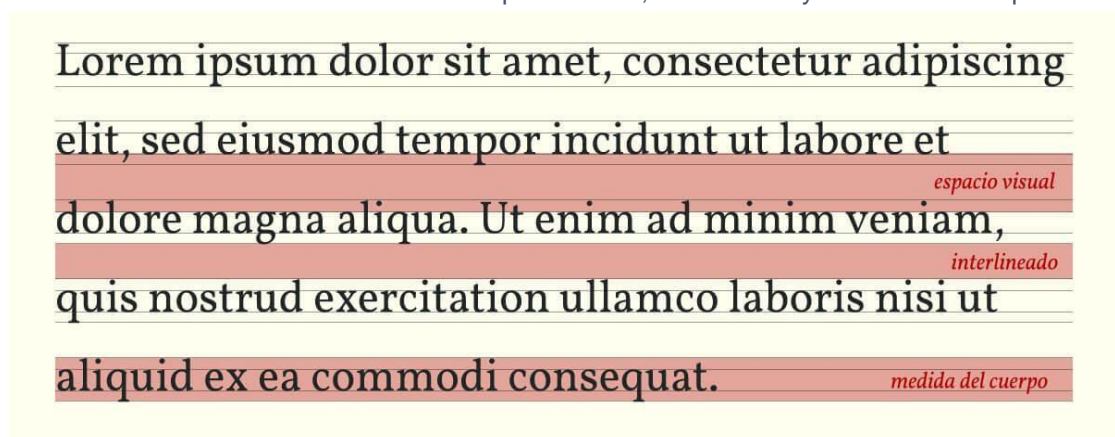 Lorem ipsum dolor sit amet, consectetur adipiscing
elit, sed eiusmod tempor incidunt ut labore et
espacio visual
dolore magna aliqua. Ut enim ad minim veniam,
interlineado
quis nostrud exercitation ullamco laboris nisi ut
aliquid ex ea commodi consequat.
medida del cuerpo